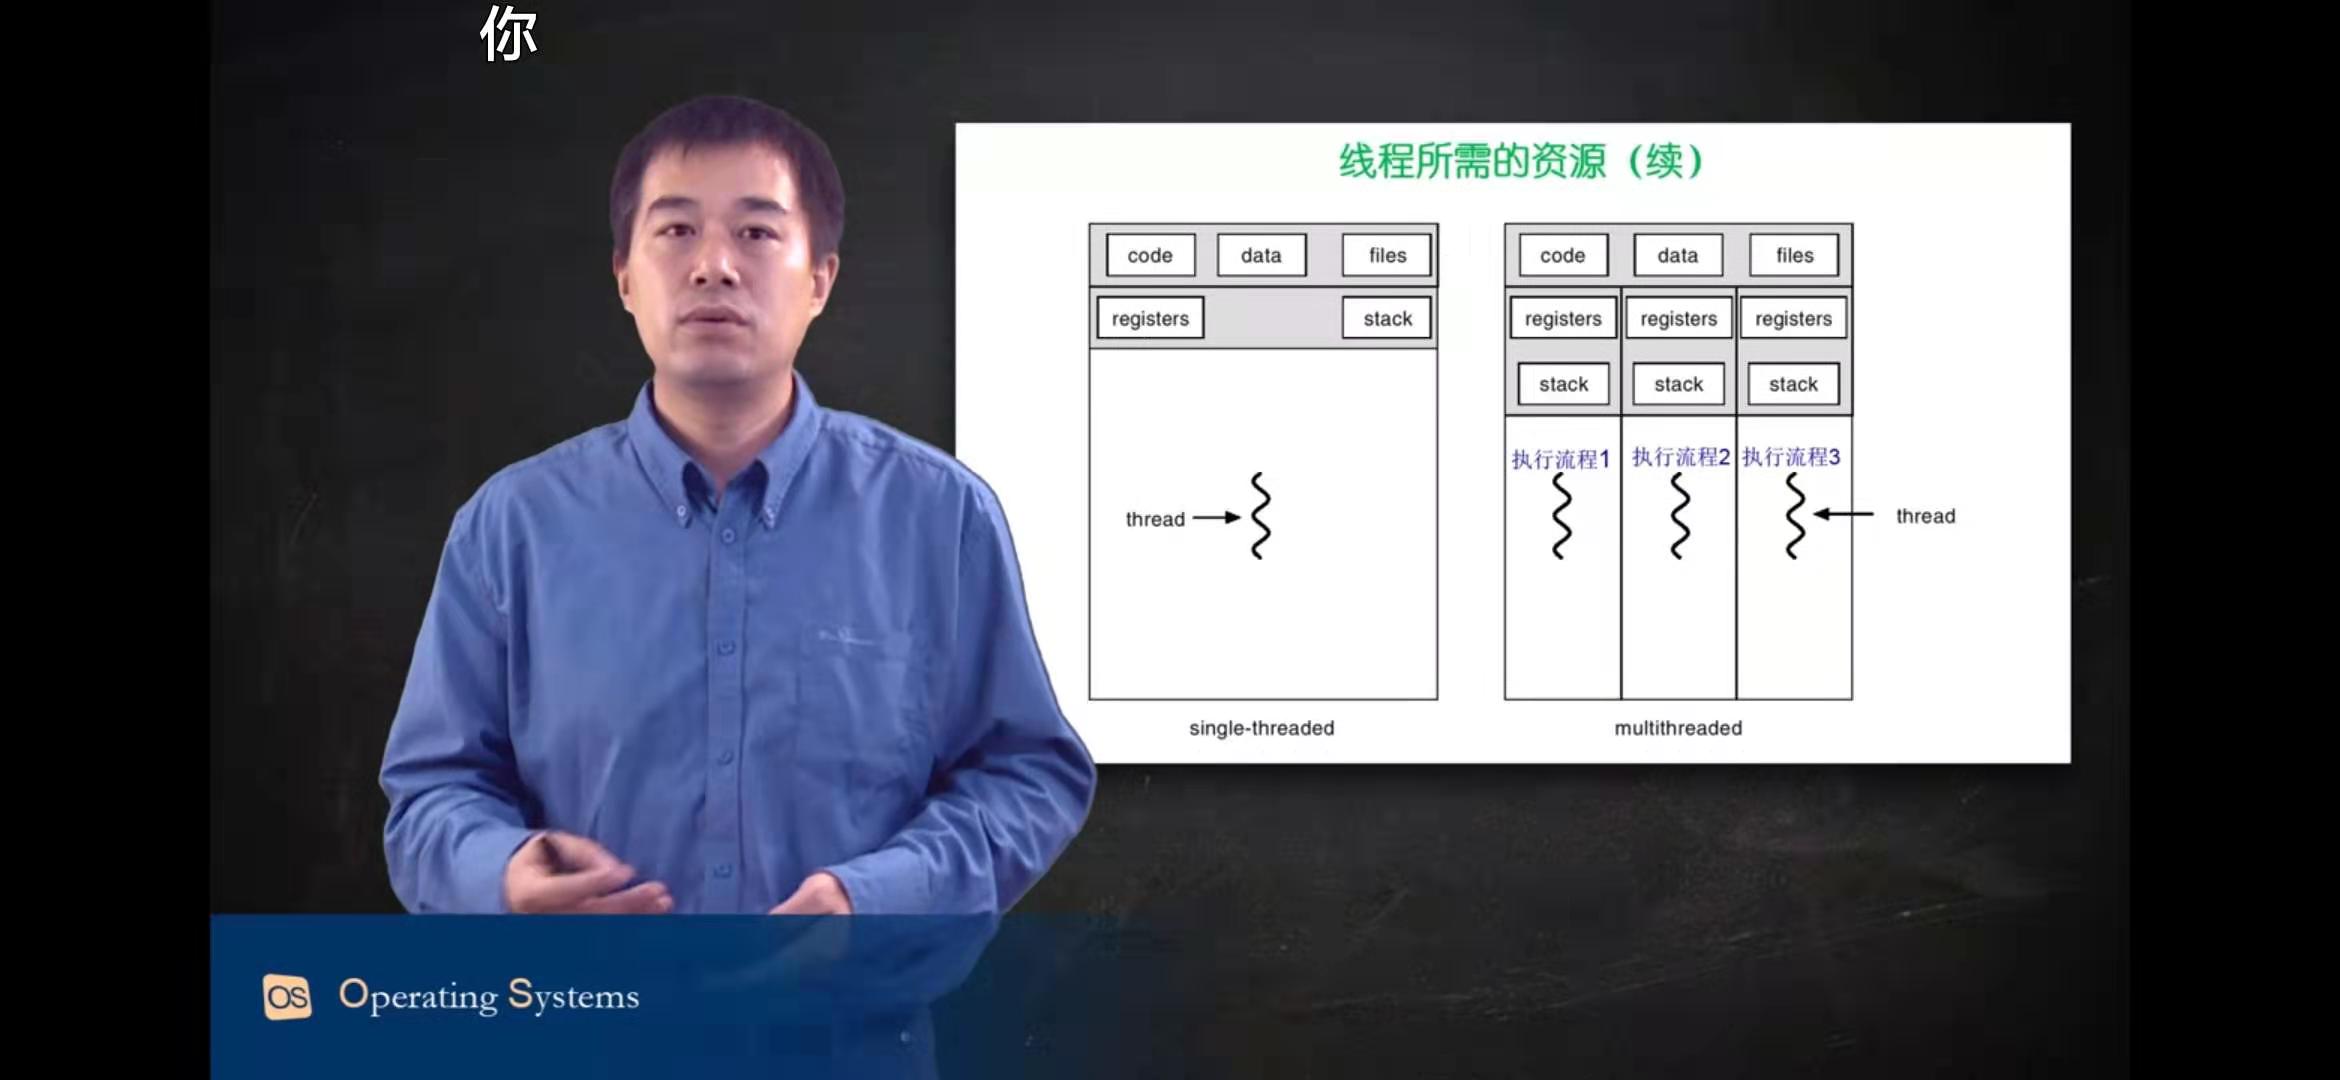 你
线程所需的资源（续）
code data files
registers stack
thread
single-threaded
code data files
registers registers registers
stack stack stack
执行流程1 执行流程2 执行流程3
thread
multithreaded
OS Operating Systems